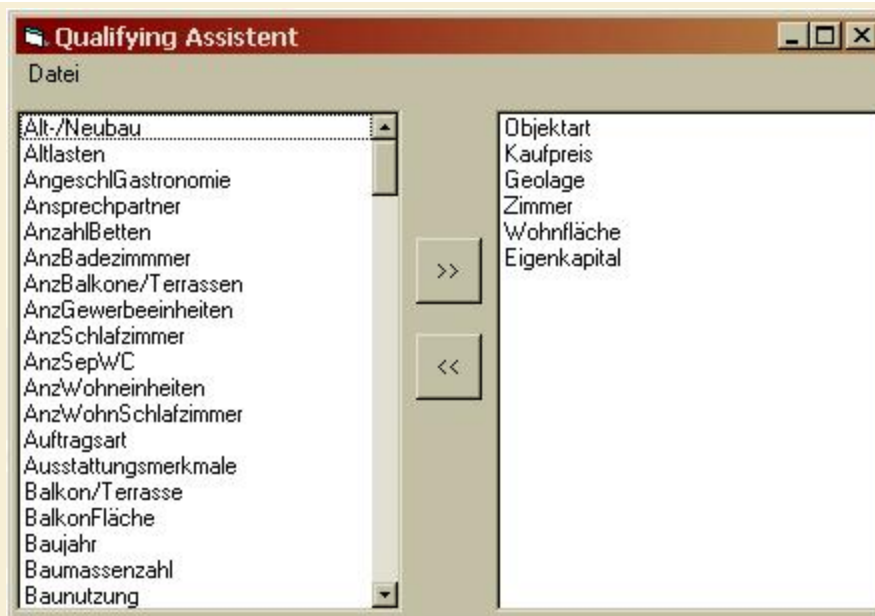 Qualifying Assistent
Datei
Alt-/Neubau
Altlasten
AngeschlGastronomie
Ansprechpartner
AnzahlBetten
AnzBadezimmmer
AnzBalkone/Terrassen
AnzGewerbeeinheiten
AnzSchlafzimmer
AnzSepWC
AnzWohneinheiten
AnzWohnSchlafzimmer
Auftragsart
Ausstattungsmerkmale
Balkon/Terrasse
BalkonFläche
Baujahr
Baumassenzahl
Baunutzung
>>
<<
Objektart
Kaufpreis
Geolage
Zimmer
Wohnfläche
Eigenkapital